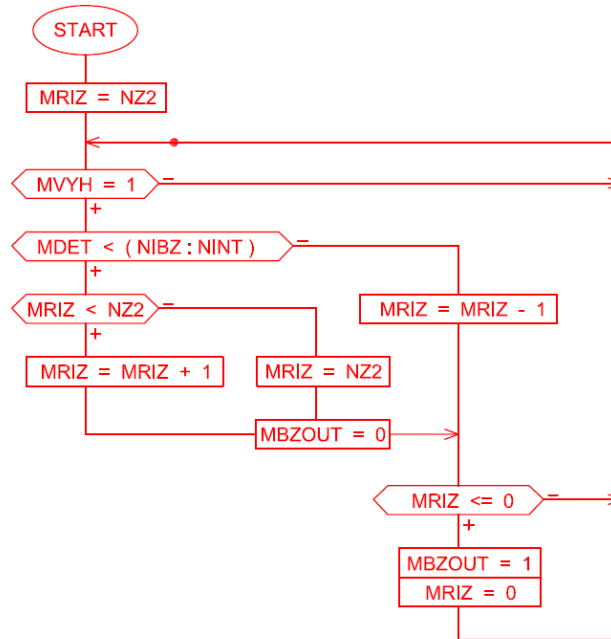 START
MRIZ = NZ2
MVYH = 1
-
+
MDET < ( NIBZ : NINT )
-
+
MRIZ < NZ2
-
+
MRIZ = MRIZ - 1
MRIZ = MRIZ + 1
MRIZ = NZ2
MBZOUT = 0
MRIZ <= 0
-
+
MBZOUT = 1
MRIZ = 0